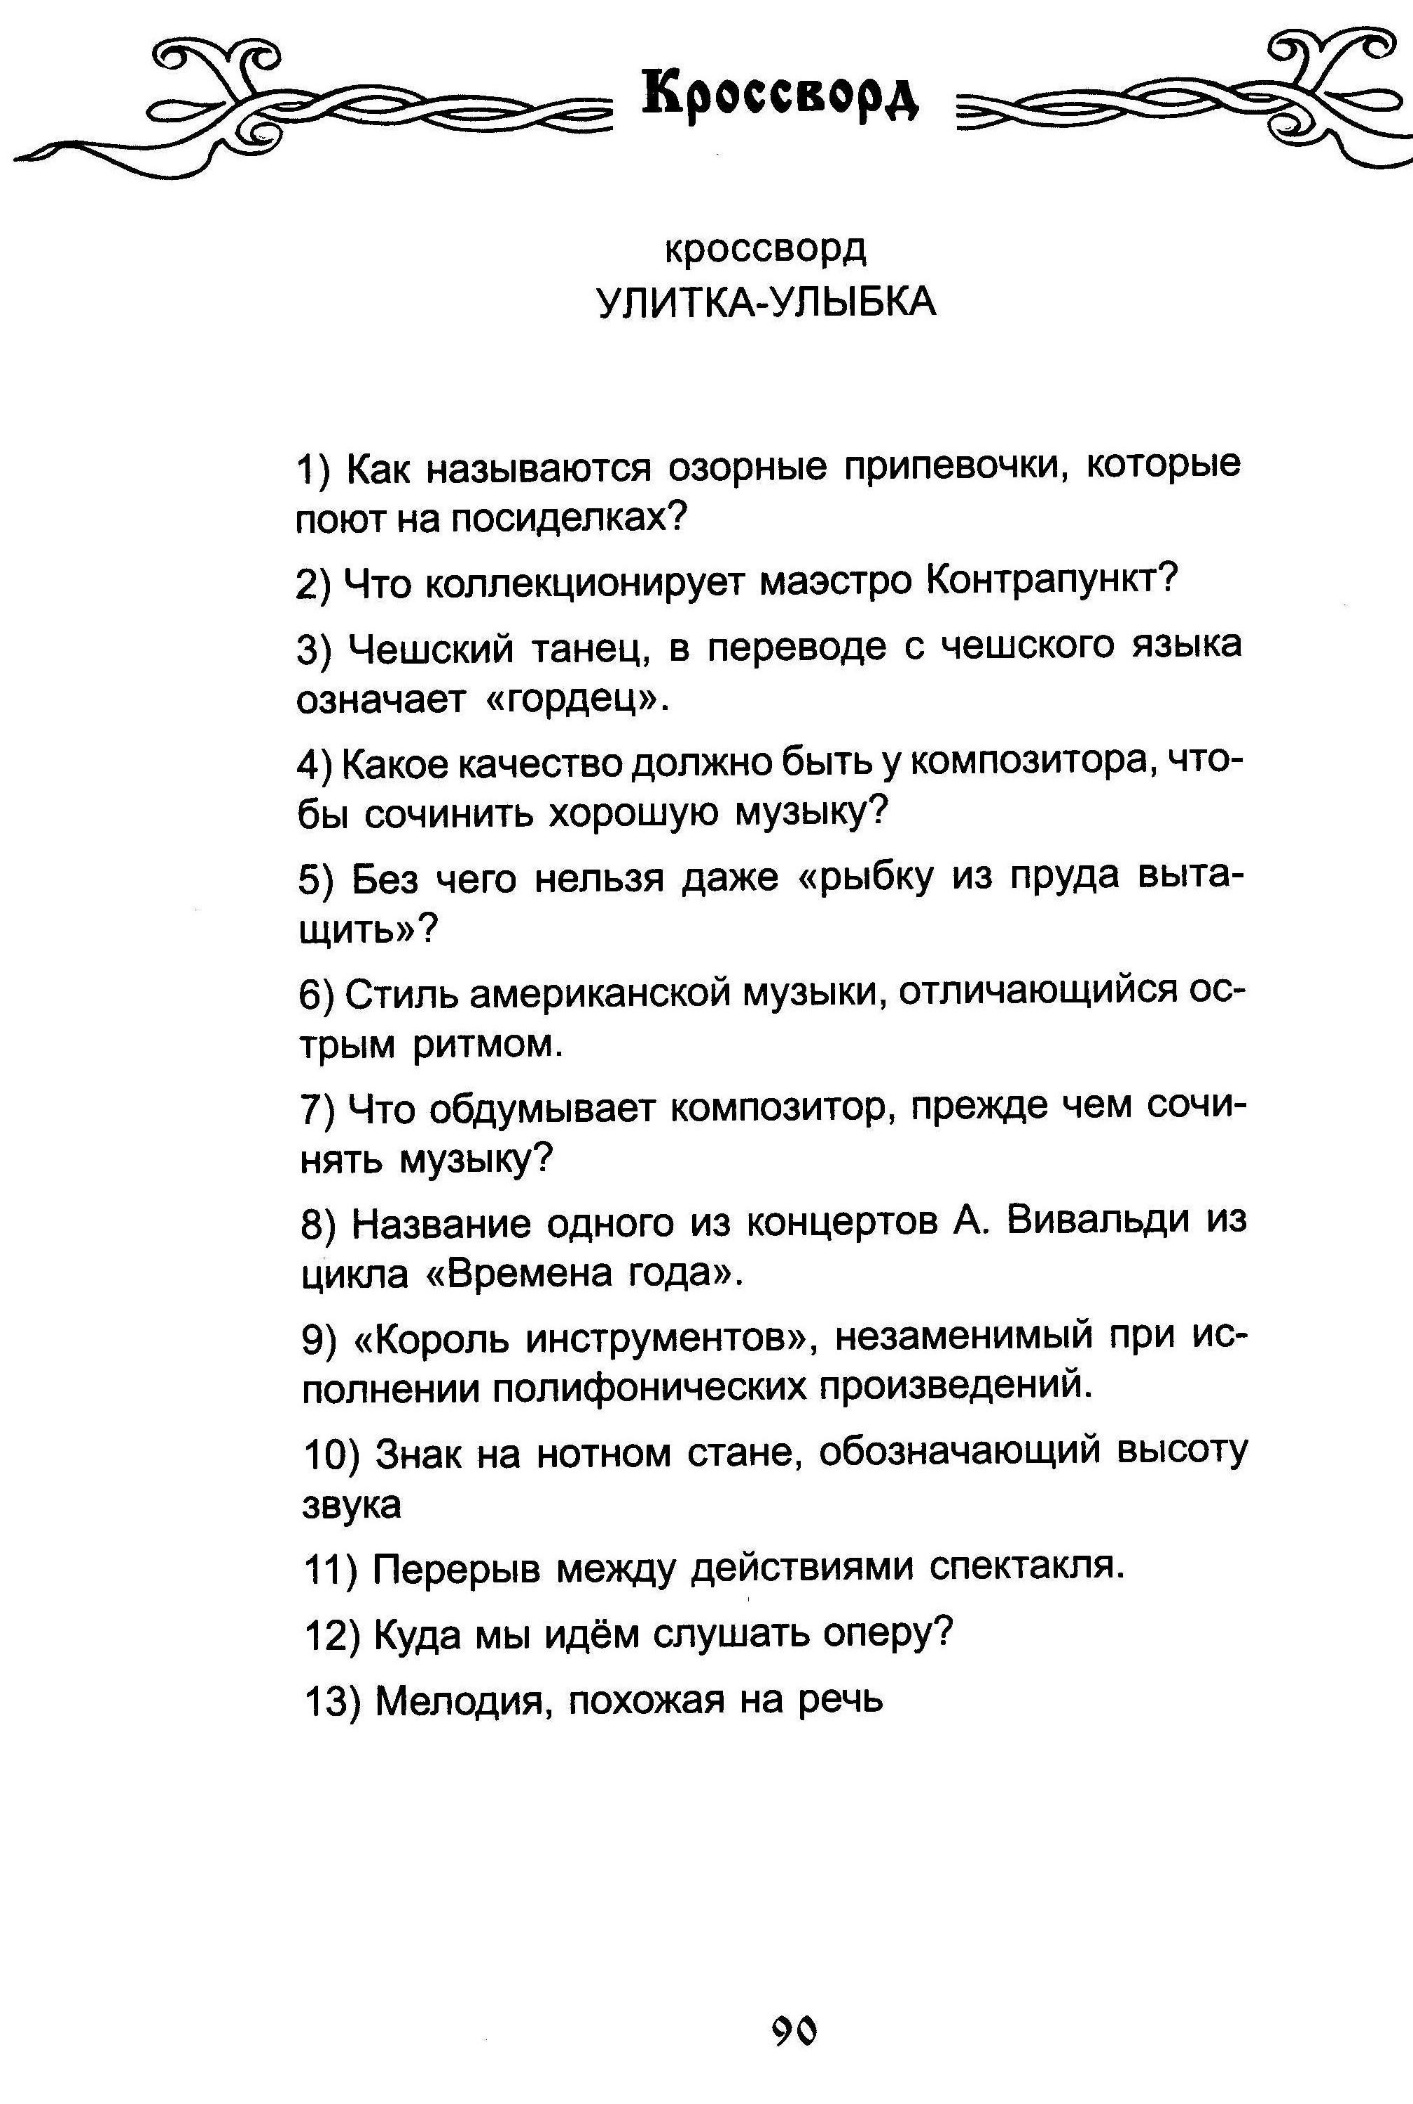 Кроссворд
кроссворд
УЛИТКА-УЛЫБКА
1) Как называются озорные припевочки, которые
поют на посиделках?
2) Что коллекционирует маэстро Контрапункт?
3) Чешский танец, в переводе с чешского языка
означает «гордец».
4) Какое качество должно быть у композитора, что-
бы сочинить хорошую музыку?
5) Без чего нельзя даже «рыбку из пруда выта-
щить»?
6) Стиль американской музыки, отличающийся ос-
трым ритмом.
7) Что обдумывает композитор, прежде чем сочи-
нять музыку?
8) Название одного из концертов А. Вивальди из
цикла «Времена года».
9) «Король инструментов», незаменимый при ис-
полнении полифонических произведений.
10) Знак на нотном стане, обозначающий высоту
звука
11) Перерыв между действиями спектакля.
12) Куда мы идём слушать оперу?
13) Мелодия, похожая на речь
90